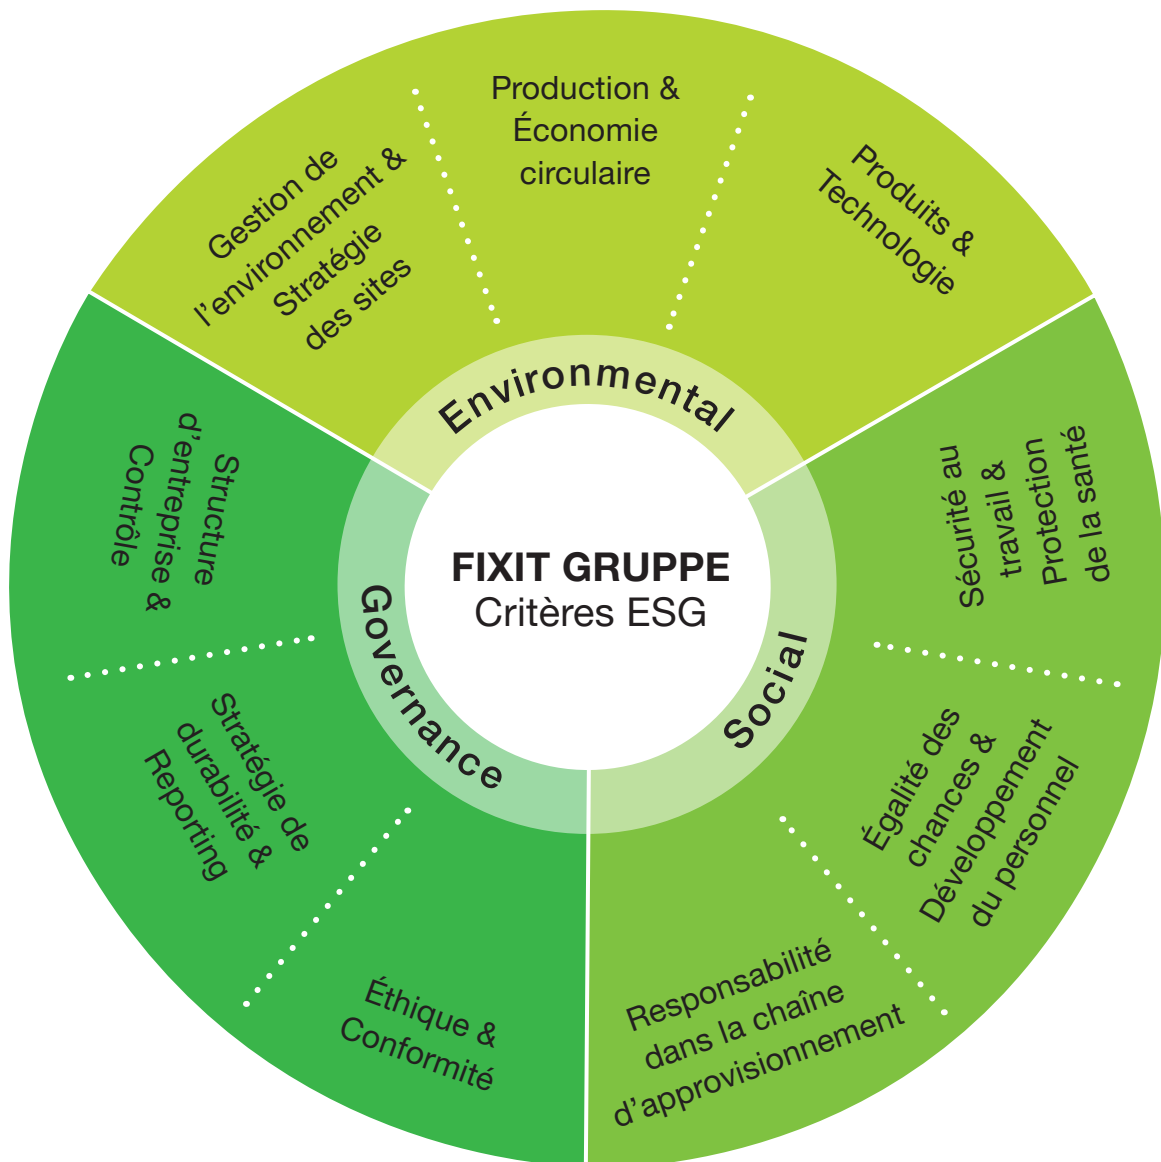 FIXIT GRUPPE
Critères ESG
Environmental
Gestion de
l'environnement &
Stratégie
des sites
Production &
Économie
circulaire
Produits &
Technologie
Social
Sécurité au
travail &
Protection
de la santé
Égalité des
chances &
Développement
du personnel
Responsabilité
dans la chaîne
d'approvisionnement
Governance
Éthique &
Conformité
Stratégie de
durabilité &
Reporting
Structure
d'entreprise &
Contrôle